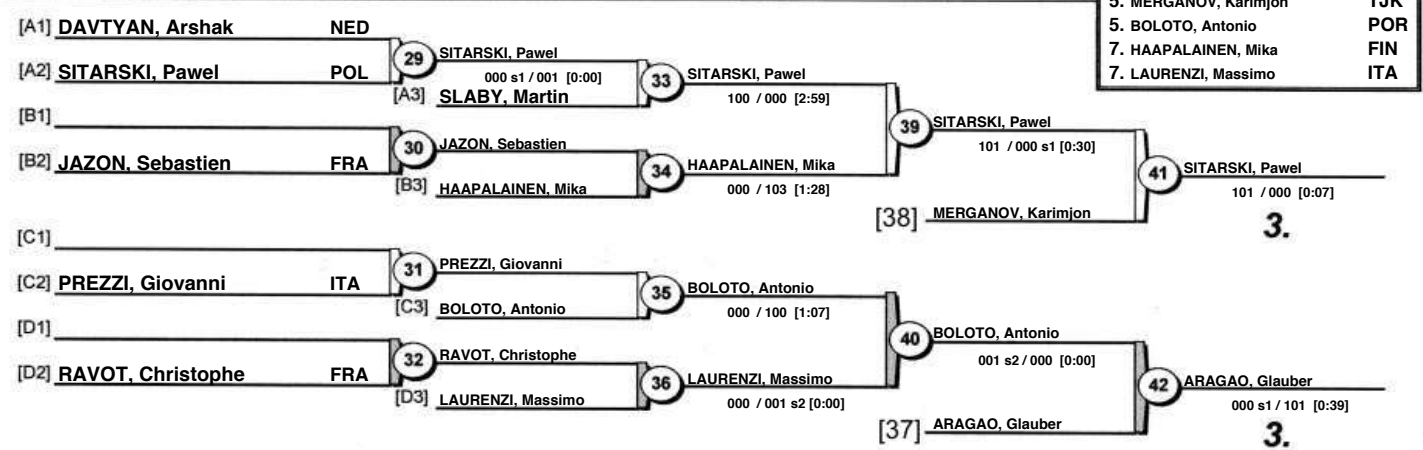 5. MERGANOV, Karimjon TJK
5. BOLOTO, Antonio POR
7. HAAPALAINEN, Mika FIN
7. LAURENZI, Massimo ITA
[A1] DAVTYAN, Arshak NED
29 SITARSKI, Pawel
000 s1 / 001 [0:00]
[A2] SITARSKI, Pawel POL
[A3] SLABY, Martin
33 SITARSKI, Pawel
100 / 000 [2:59]
[B1]
30 JAZON, Sebastien
[B2] JAZON, Sebastien FRA
[B3] HAAPALAINEN, Mika
34 HAAPALAINEN, Mika
000 / 103 [1:28]
39 SITARSKI, Pawel
101 / 000 s1 [0:30]
[38] MERGANOV, Karimjon
41 SITARSKI, Pawel
101 / 000 [0:07]
3.
[C1]
31 PREZZI, Giovanni
[C2] PREZZI, Giovanni ITA
[C3] BOLOTO, Antonio
35 BOLOTO, Antonio
000 / 100 [1:07]
[D1]
32 RAVOT, Christophe
[D2] RAVOT, Christophe FRA
[D3] LAURENZI, Massimo
36 LAURENZI, Massimo
000 / 001 s2 [0:00]
40 BOLOTO, Antonio
001 s2 / 000 [0:00]
[37] ARAGAO, Glauber
42 ARAGAO, Glauber
000 s1 / 101 [0:39]
3.